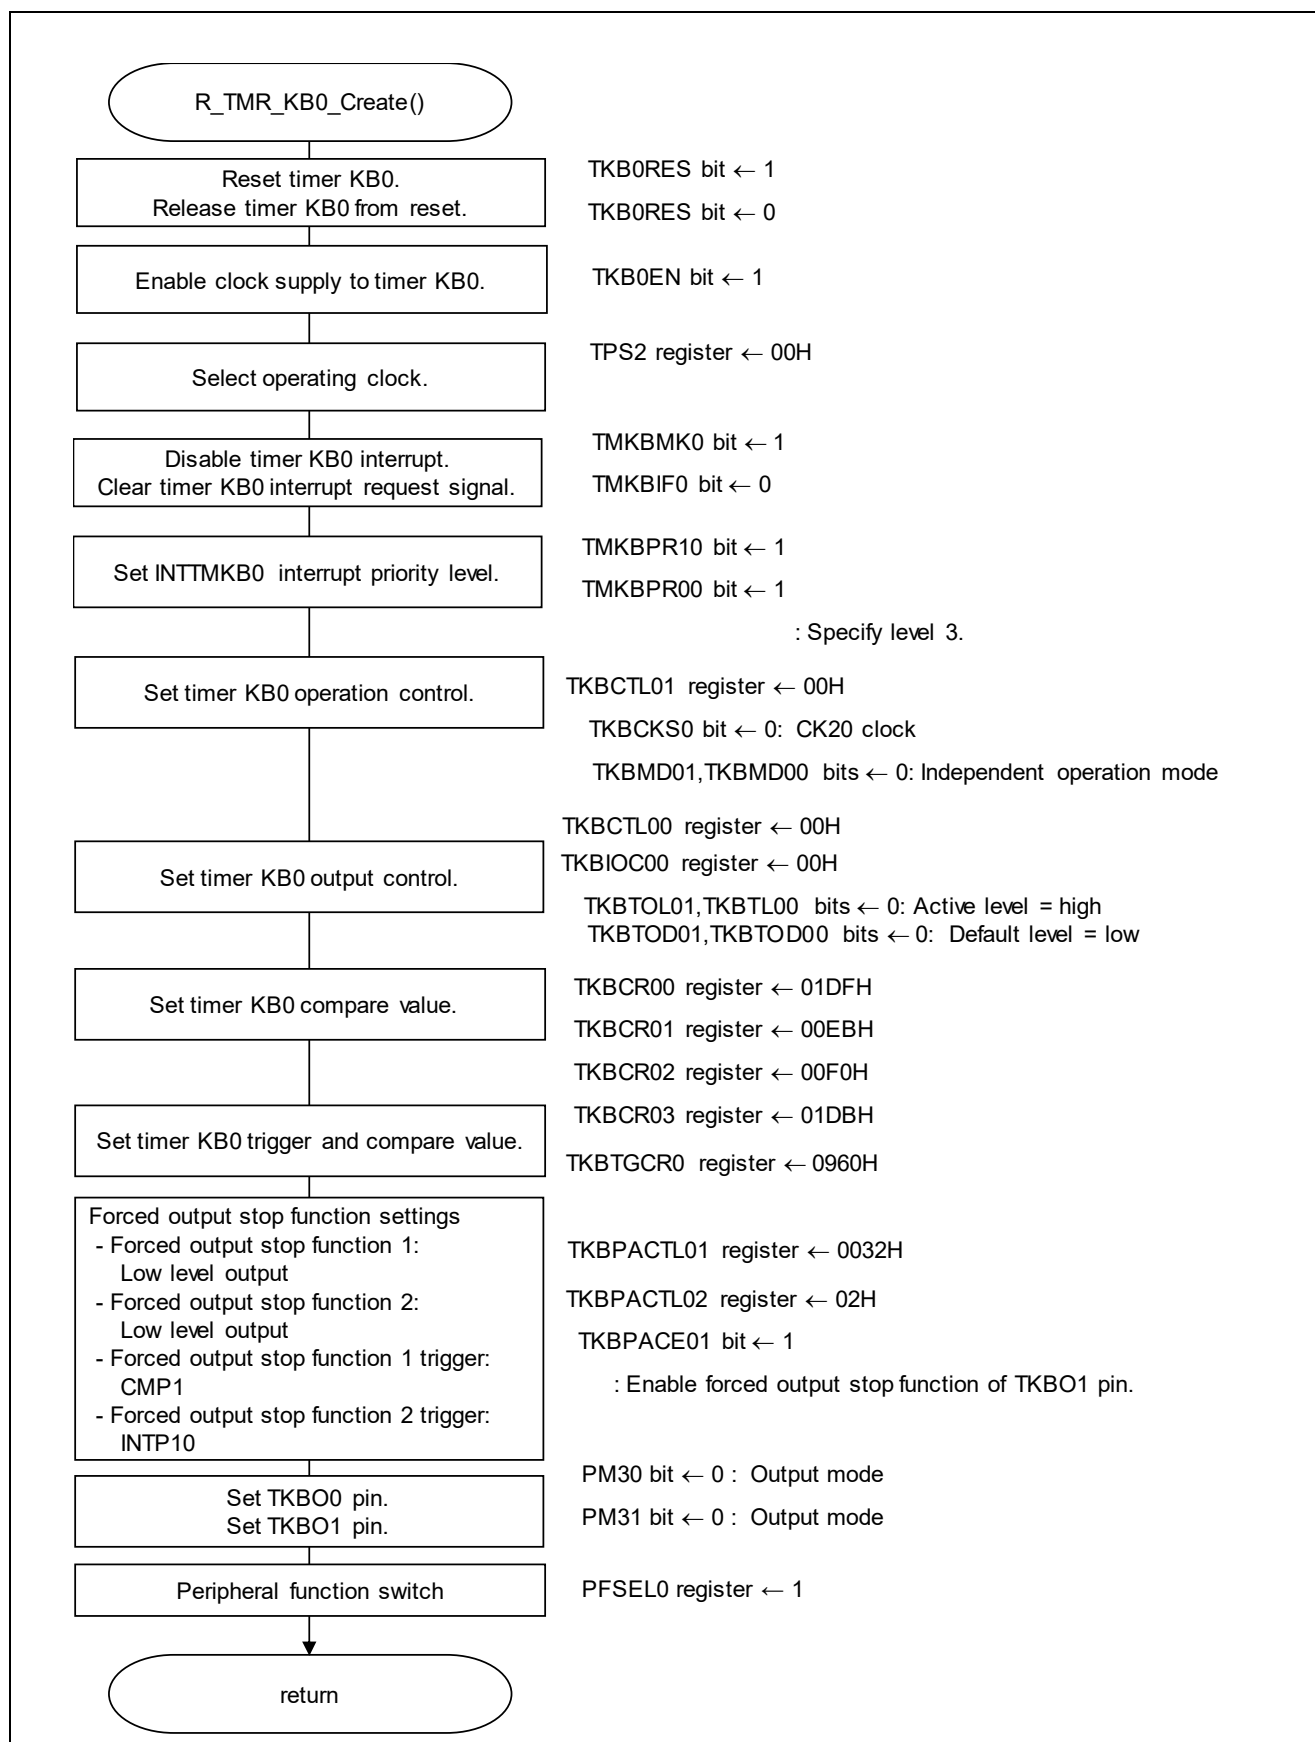 R_TMR_KB0_Create()
Reset timer KB0.
Release timer KB0 from reset.
TKB0RES bit ← 1
TKB0RES bit ← 0
Enable clock supply to timer KB0.
TKB0EN bit ← 1
Select operating clock.
TPS2 register ← 00H
Disable timer KB0 interrupt.
Clear timer KB0 interrupt request signal.
TMKBMK0 bit ← 1
TMKBIF0 bit ← 0
Set INTTMKB0 interrupt priority level.
TMKBPR10 bit ← 1
TMKBPR00 bit ← 1
: Specify level 3.
Set timer KB0 operation control.
TKBCTL01 register ← 00H
TKBCKS0 bit ← 0: CK20 clock
TKBMD01,TKBMD00 bits ← 0: Independent operation mode
TKBCTL00 register ← 00H
Set timer KB0 output control.
TKBIOC00 register ← 00H
TKBTOL01,TKBTL00 bits ← 0: Active level = high
TKBTOD01,TKBTOD00 bits ← 0: Default level = low
Set timer KB0 compare value.
TKBCR00 register ← 01DFH
TKBCR01 register ← 00EBH
TKBCR02 register ← 00F0H
TKBCR03 register ← 01DBH
Set timer KB0 trigger and compare value.
TKBTGCR0 register ← 0960H
Forced output stop function settings
- Forced output stop function 1:
Low level output
- Forced output stop function 2:
Low level output
- Forced output stop function 1 trigger:
CMP1
- Forced output stop function 2 trigger:
INTP10
TKBPACTL01 register ← 0032H
TKBPACTL02 register ← 02H
TKBPACE01 bit ← 1
: Enable forced output stop function of TKBO1 pin.
Set TKBO0 pin.
Set TKBO1 pin.
PM30 bit ← 0 : Output mode
PM31 bit ← 0 : Output mode
Peripheral function switch
PFSEL0 register ← 1
return